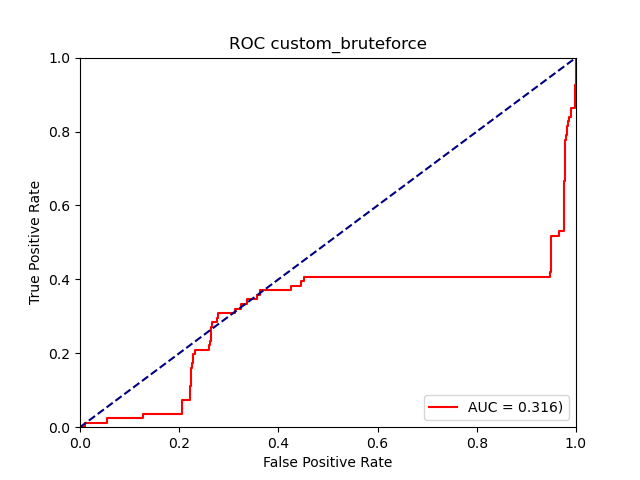 ROC custom_bruteforce
True Positive Rate
1.0
0.8
0.6
0.4
0.2
0.0
AUC = 0.316)
0.0 0.2 0.4 0.6 0.8 1.0
False Positive Rate